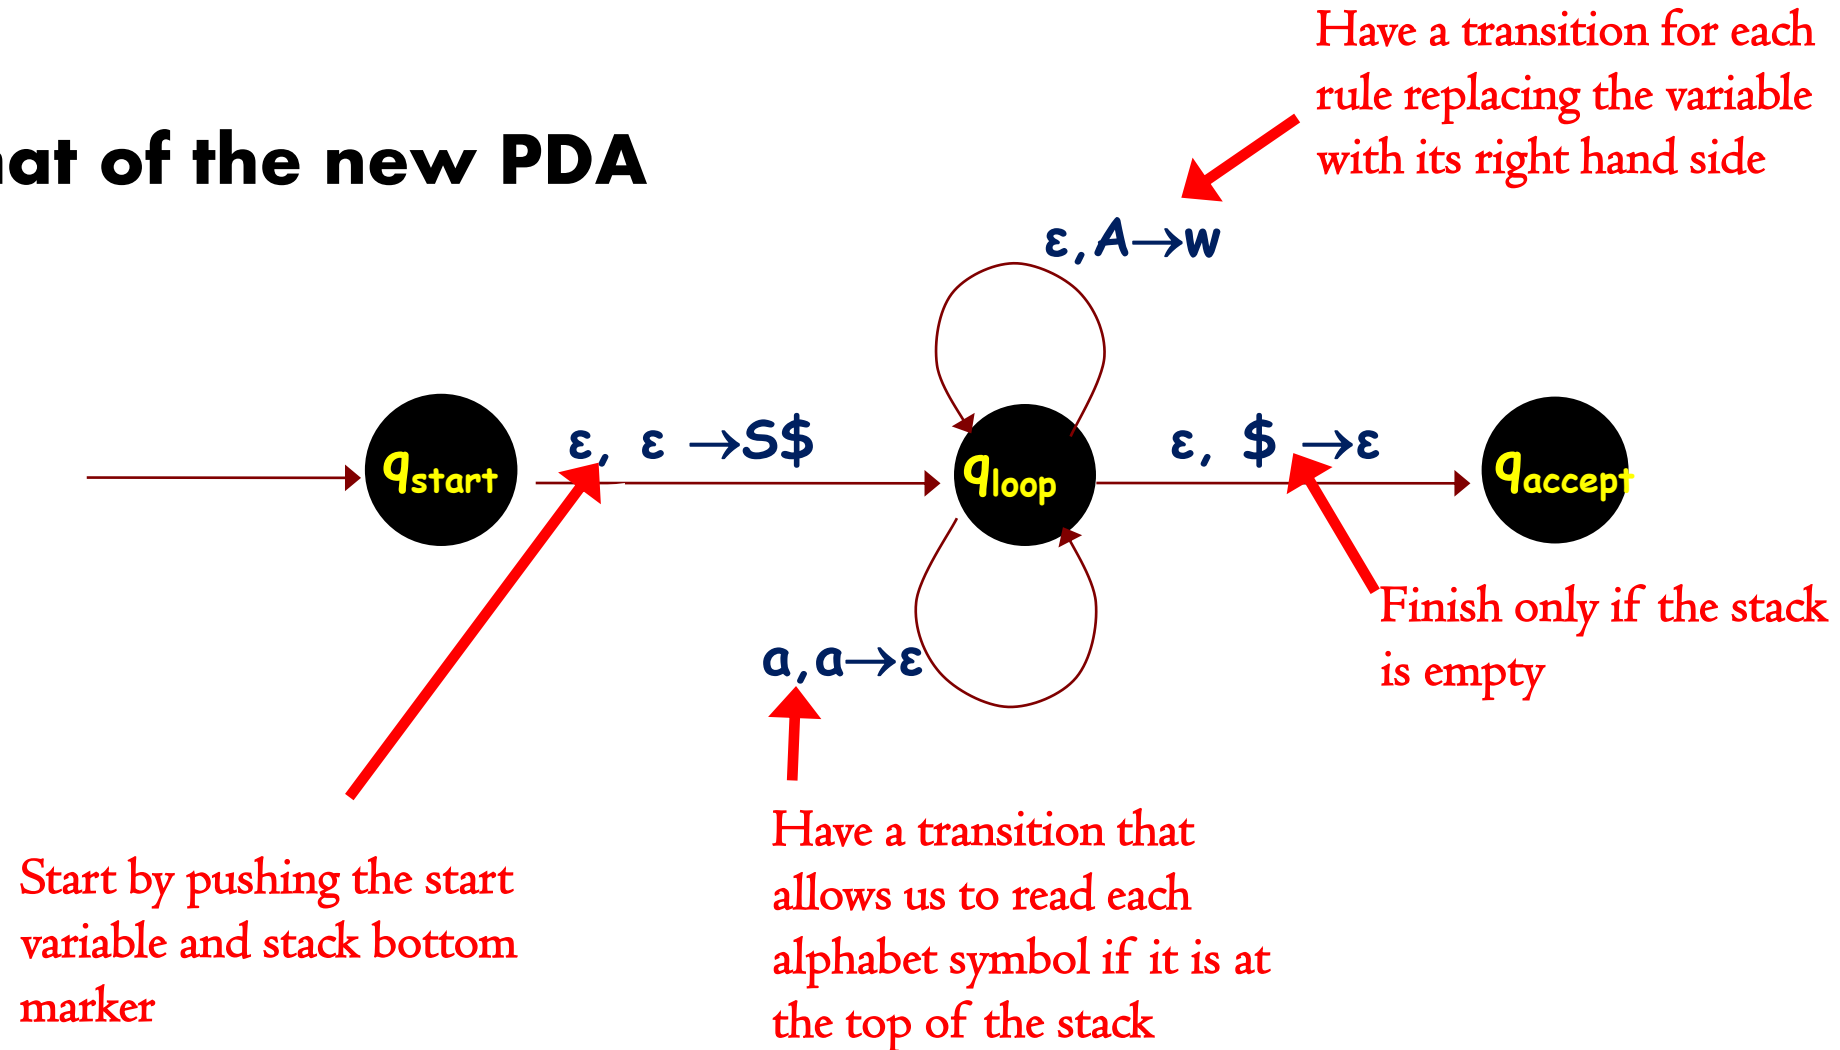 Have a transition for each
rule replacing the variable
with its right hand side
at of the new PDA
ε,A→w
ε, ε →S$
ε, $ →ε
qstart
qloop
qaccept
a,a→ε
Finish only if the stack
is empty
Start by pushing the start
variable and stack bottom
marker
Have a transition that
allows us to read each
alphabet symbol if it is at
the top of the stack